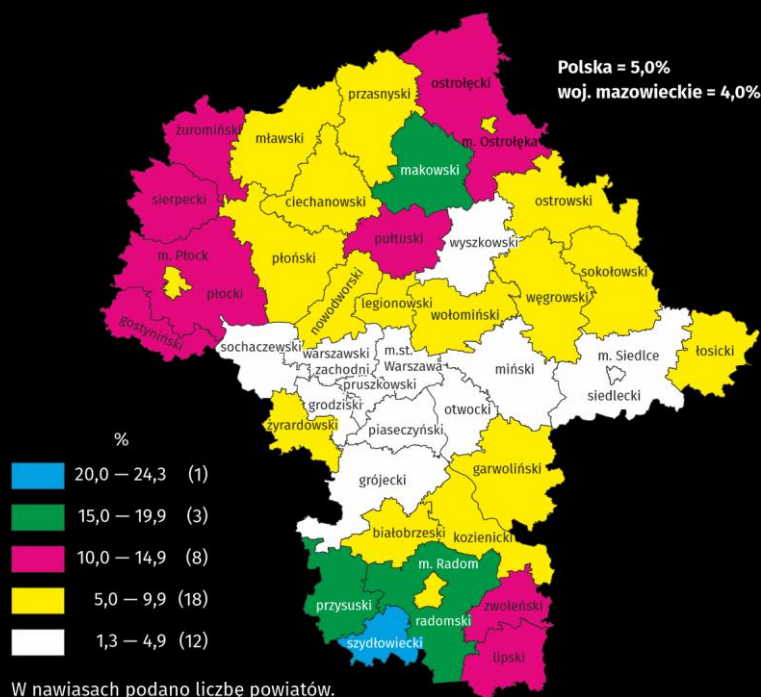 Polska = 5,0%
woj. mazowieckie = 4,0%
ostrołęcki
przasnyski
żuromiński
mławski
m. Ostrołęka
makowski
sierpecki
ciechanowski
ostrowski
pułtuski
wyszkowski
m. Płock
płoński
sokołowski
płocki
nowodworski
legionowski
węgrowski
wołomiński
gostyniński
sochaczewski
warszawski
zachodni
m.st.
Warszawa
miński
m. Siedlce
łosicki
pruszkowski
siedlecki
grodziski
otwocki
piaseczyński
żyrardowski
garwoliński
grójecki
białobrzeski
kozienicki
m. Radom
przysuski
radomski
zwoleński
szydłowiecki
lipski
%
20,0 — 24,3 (1)
15,0 — 19,9 (3)
10,0 — 14,9 (8)
5,0 — 9,9 (18)
1,3 — 4,9 (12)
W nawiasach podano liczbę powiatów.